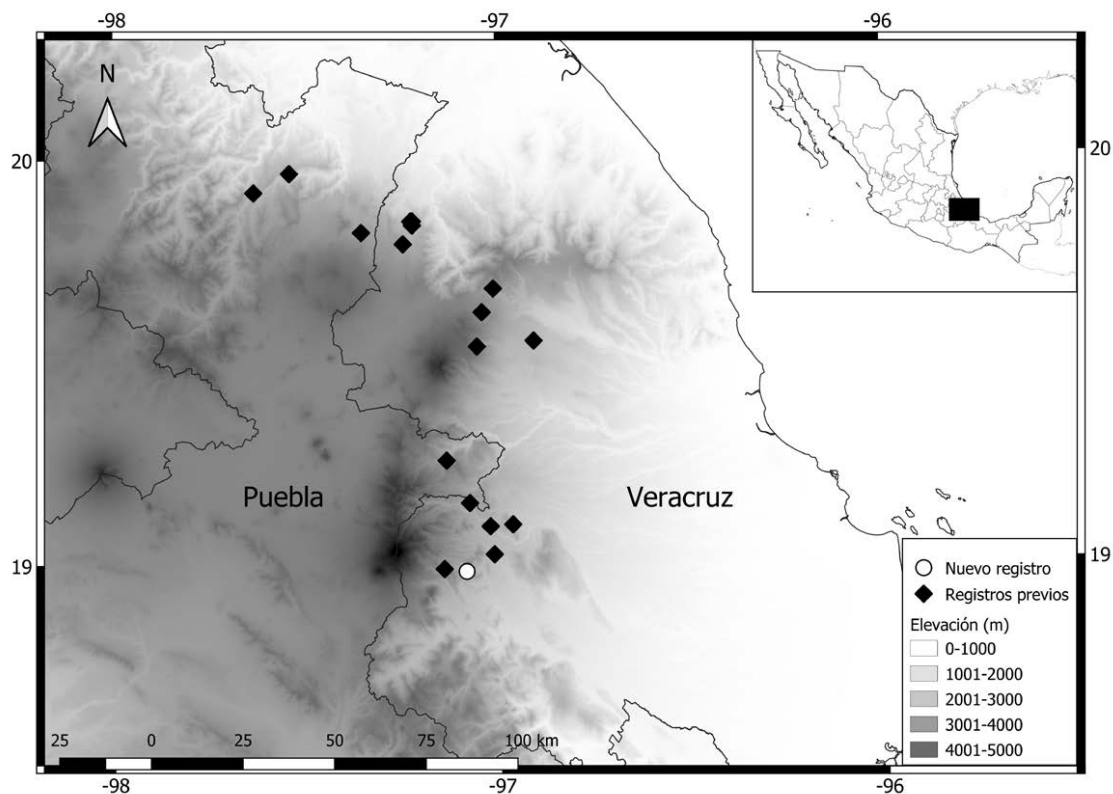 -98 -97 -96
N
20 20
Puebla Veracruz
19 19
Nuevo registro
Registros previos
Elevación (m)
0-1000
1001-2000
2001-3000
3001-4000
4001-5000
25 0 25 50 75 100 km
-98 -97 -96